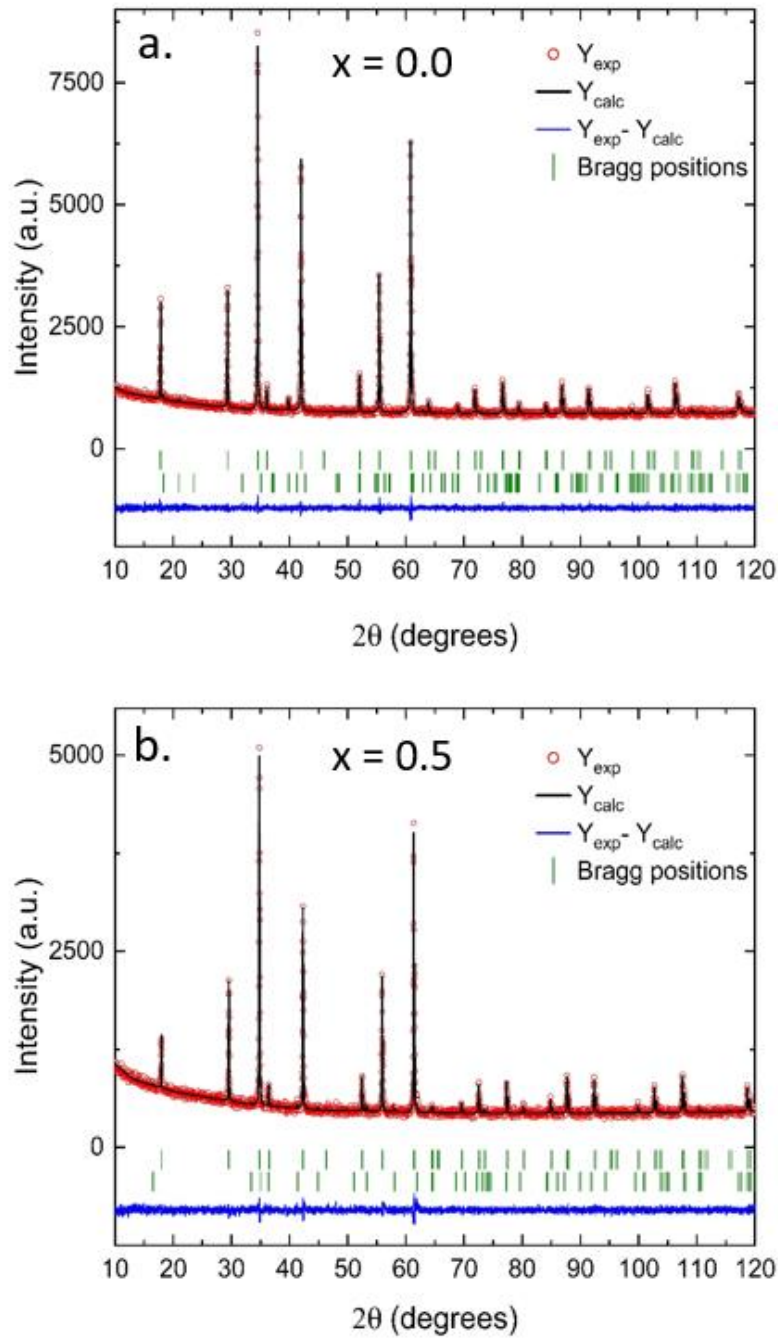 a.
x = 0.0
Y_exp
Y_calc
Y_exp- Y_calc
Bragg positions
Intensity (a.u.)
7500
5000
2500
0
10 20 30 40 50 60 70 80 90 100 110 120
2θ (degrees)
b.
x = 0.5
Y_exp
Y_calc
Y_exp- Y_calc
Bragg positions
Intensity (a.u.)
5000
2500
0
10 20 30 40 50 60 70 80 90 100 110 120
2θ (degrees)